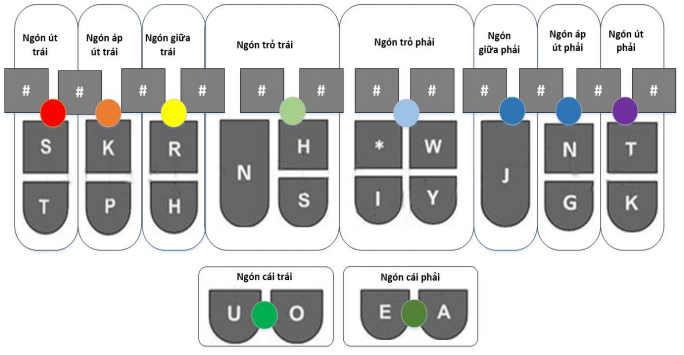 Ngón út trái
Ngón áp út trái
Ngón giữa trái
Ngón trỏ trái
Ngón trỏ phải
Ngón giữa phải
Ngón áp út phải
Ngón út phải
# # # # # # # # # # # #
S K R H * W N T
N J
T P H S I Y G K
Ngón cái trái
Ngón cái phải
U O E A